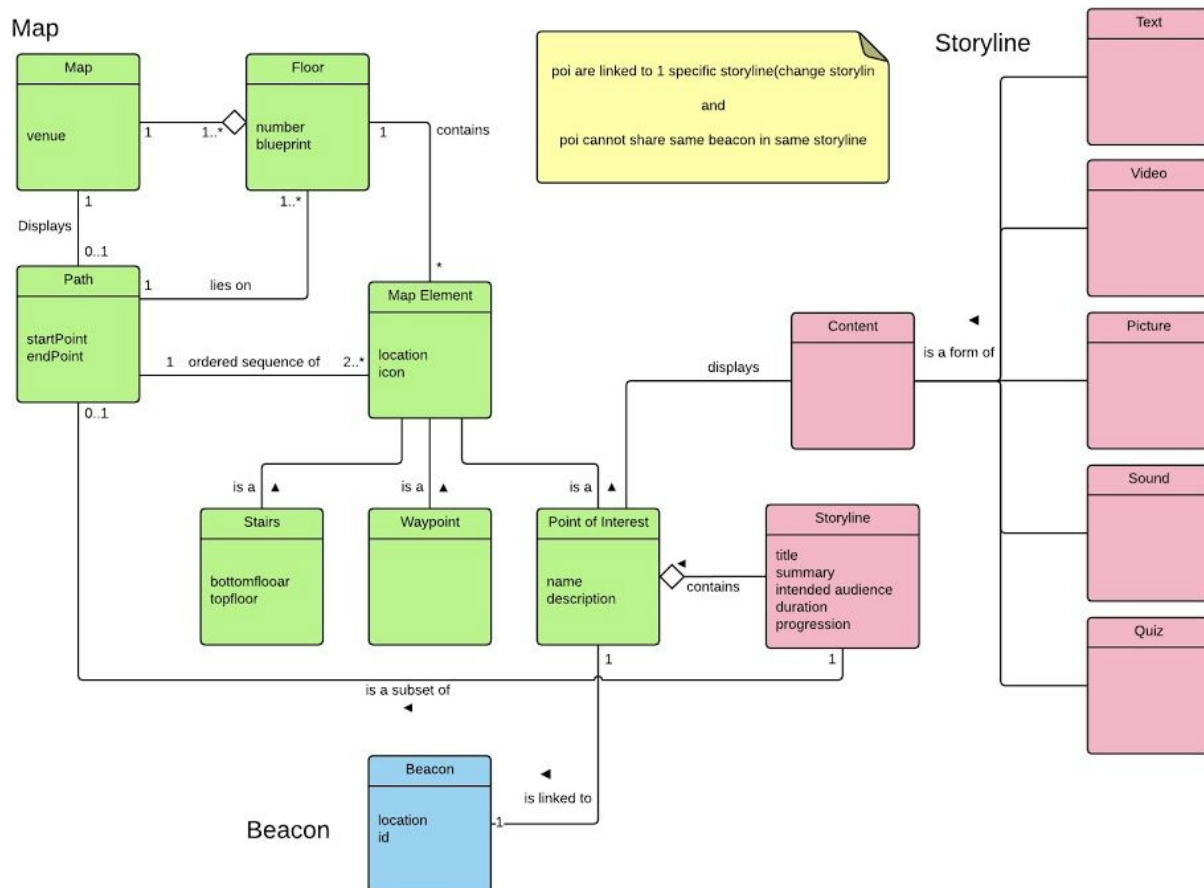 Map
Storyline
Map
venue
1
1..*
Floor
number
blueprint
1
contains
*
poi are linked to 1 specific storyline(change storylin
and
poi cannot share same beacon in same storyline
Text
Video
Picture
Sound
Quiz
1
Displays
0..1
1..*
Path
startPoint
endPoint
1
lies on
1
ordered sequence of
2..*
0..1
Map Element
location
icon
displays
Content
◄
is a form of
is a ▲
is a ▲
is a ▲
Stairs
bottomflooar
topfloor
Waypoint
Point of Interest
name
description
◄
contains
Storyline
title
summary
intended audience
duration
progression
1
1
is a subset of
◄
Beacon
Beacon
location
id
1
◄
is linked to